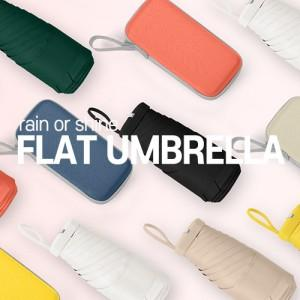 rain or shine
FLAT UMBRELLA